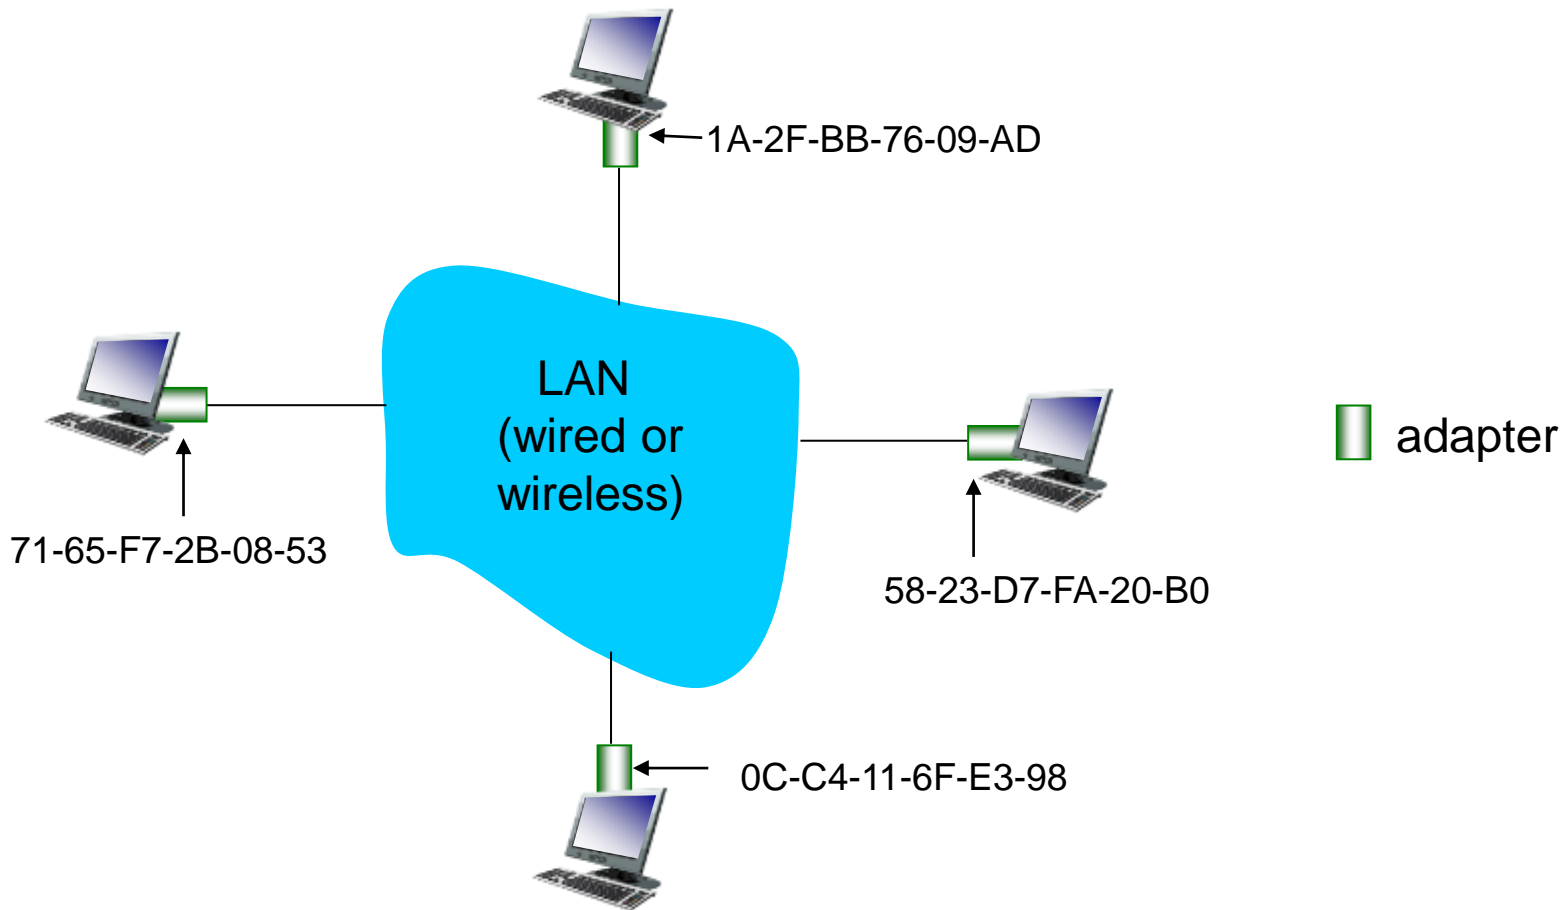 1A-2F-BB-76-09-AD
LAN
(wired or
wireless)
adapter
71-65-F7-2B-08-53
58-23-D7-FA-20-B0
0C-C4-11-6F-E3-98